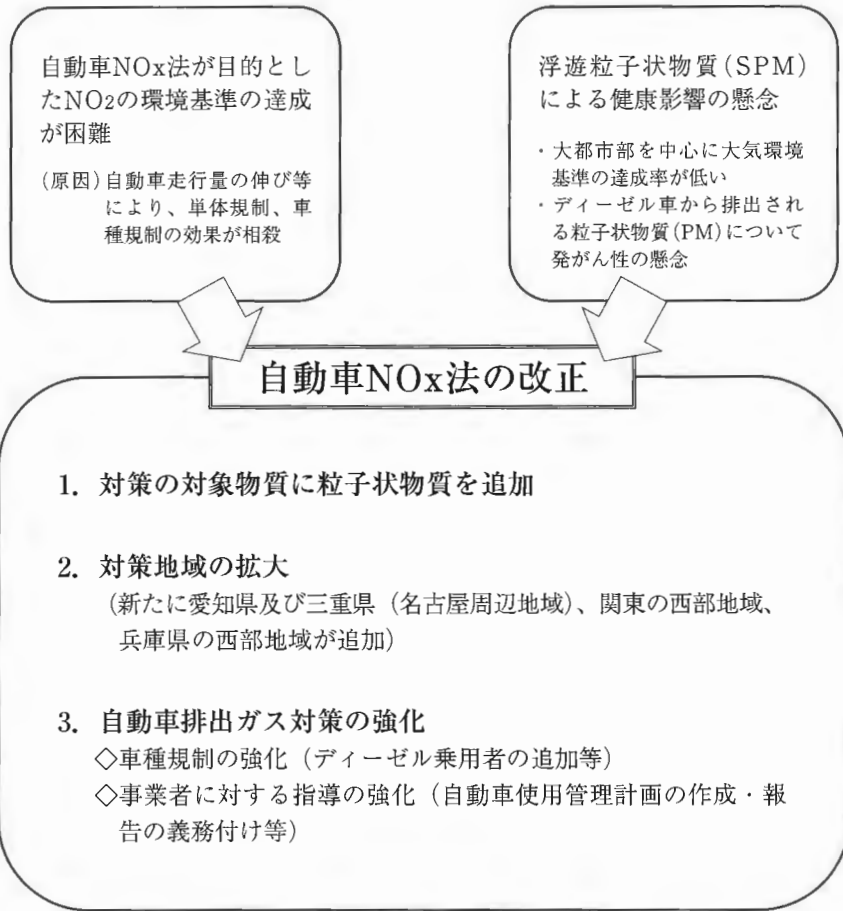 自動車NOx法が目的とし
たNO2の環境基準の達成
が困難
(原因)自動車走行量の伸び等
により、単体規制、車
種規制の効果が相殺
浮遊粒子状物質(SPM)
による健康影響の懸念
・大都市部を中心に大気環境
基準の達成率が低い
・ディーゼル車から排出され
る粒子状物質(PM)について
発がん性の懸念
自動車NOx法の改正
1. 対策の対象物質に粒子状物質を追加
2. 対策地域の拡大
(新たに愛知県及び三重県(名古屋周辺地域)、関東の西部地域、
兵庫県の西部地域が追加)
3. 自動車排出ガス対策の強化
◇車種規制の強化(ディーゼル乗用者の追加等)
◇事業者に対する指導の強化(自動車使用管理計画の作成・報
告の義務付け等)